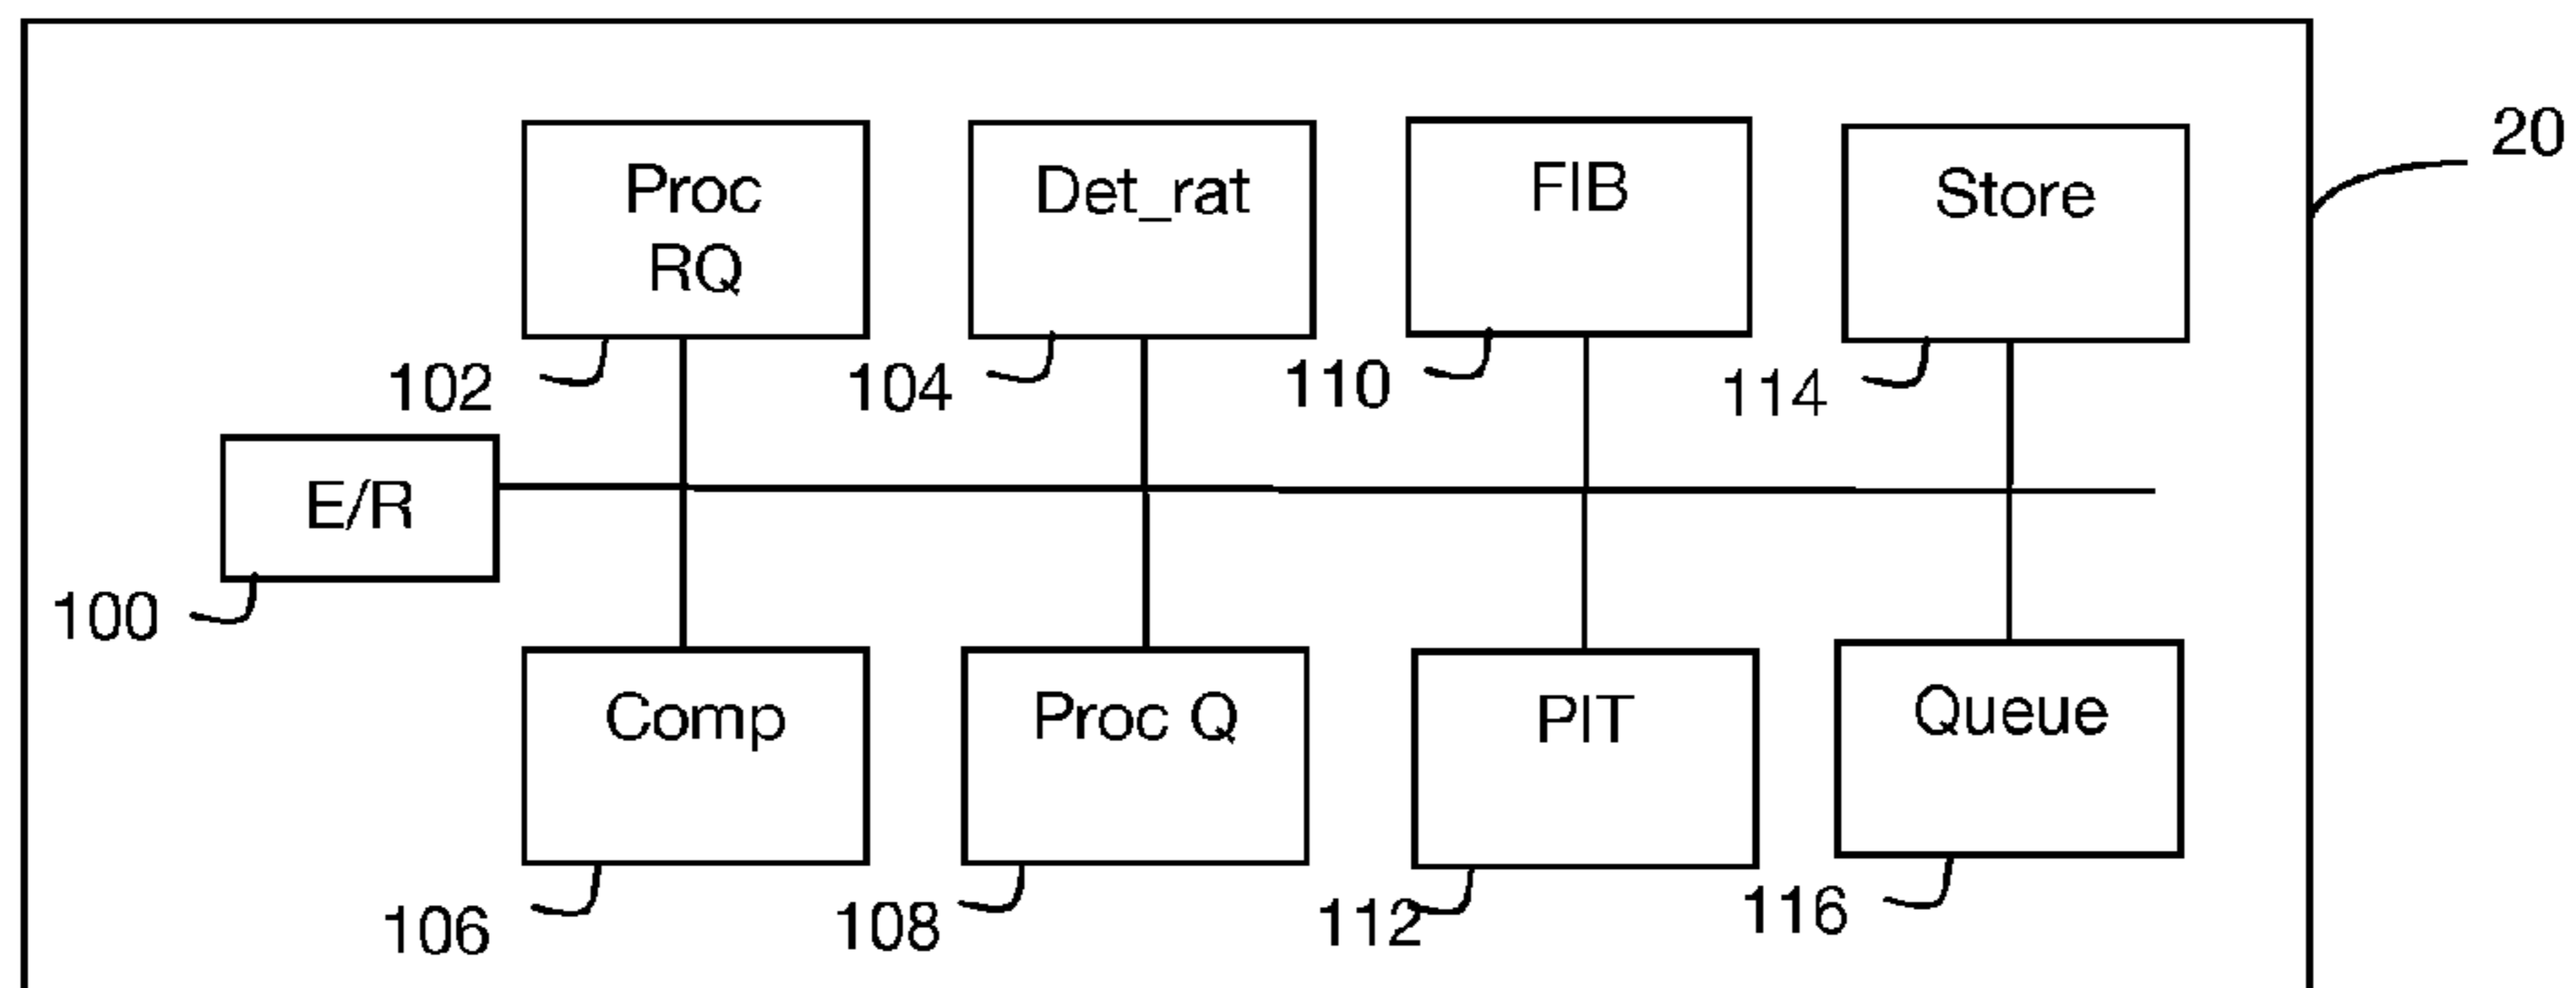 20
Proc
RQ
Det_rat
FIB
Store
102
104
110
114
E/R
100
Comp
Proc Q
PIT
Queue
106
108
112
116